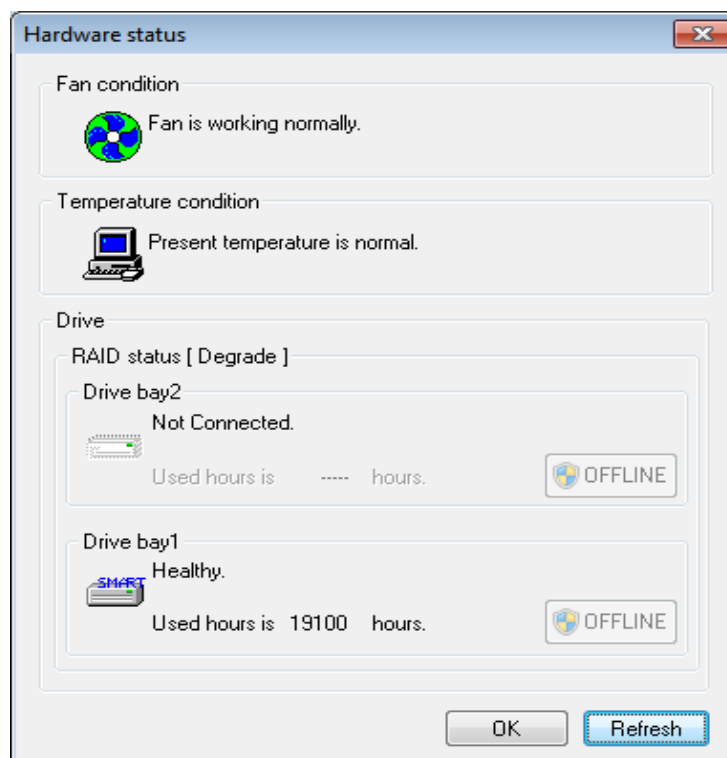 Hardware status
Fan condition
Fan is working normally.
Temperature condition
Present temperature is normal.
Drive
RAID status [ Degrade ]
Drive bay2
Not Connected.
Used hours is ----- hours.
OFFLINE
Drive bay1
SMART
Healthy.
Used hours is 19100 hours.
OFFLINE
OK Refresh